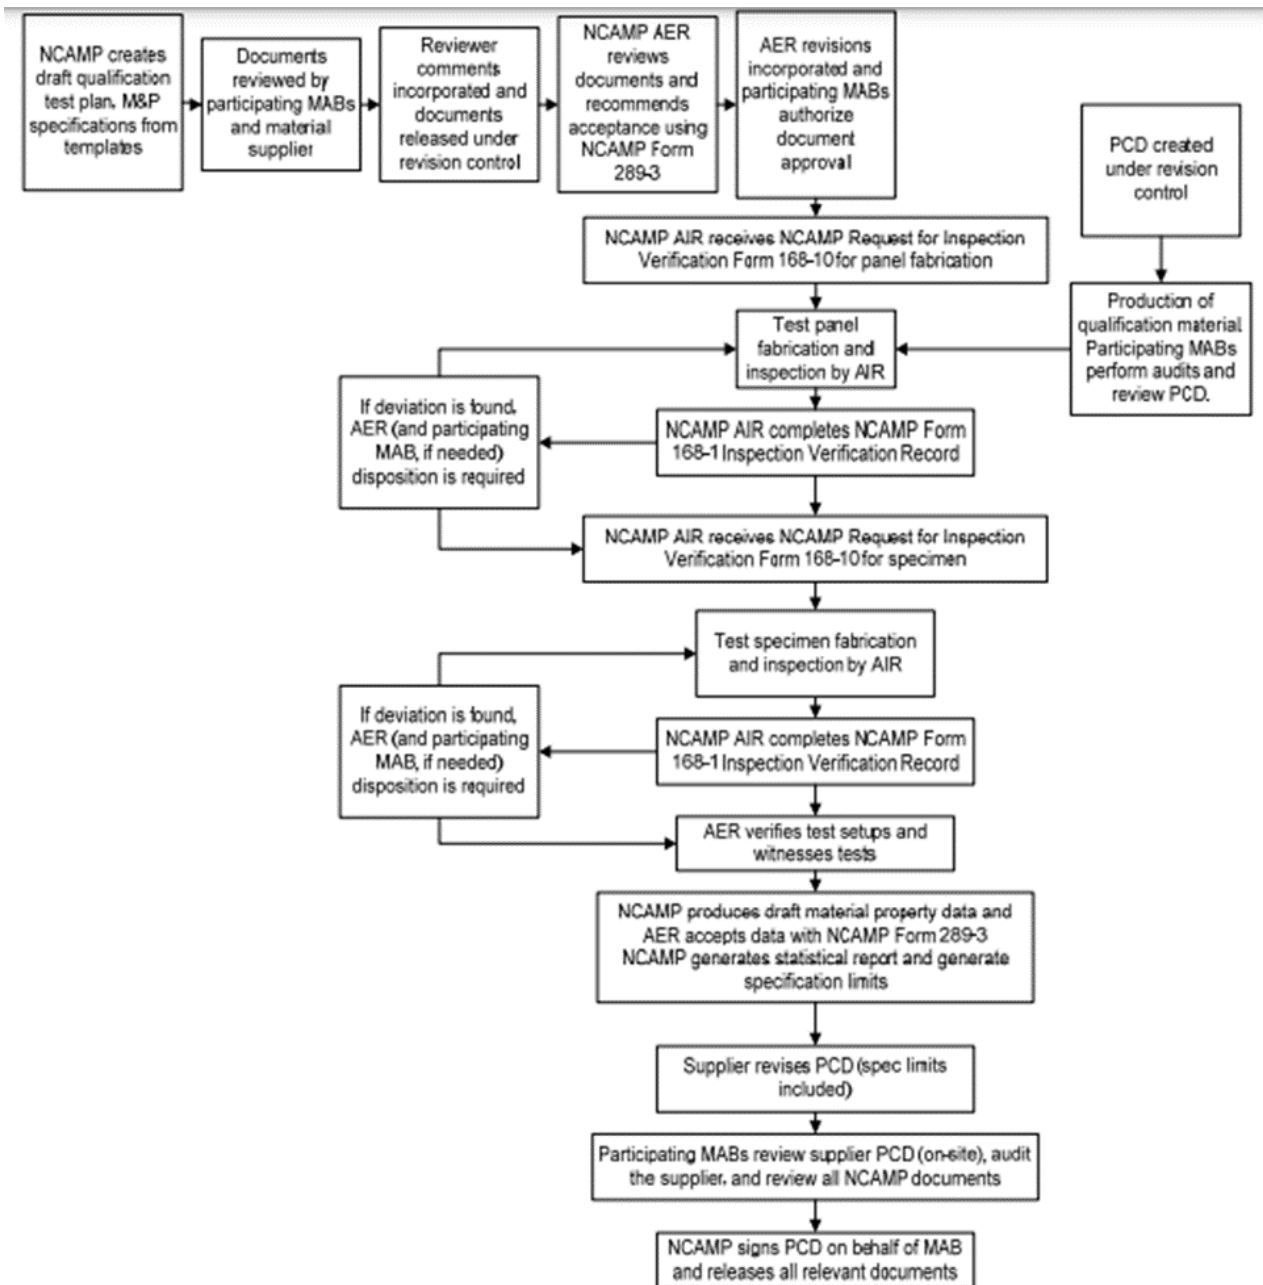 NCAMP creates
draft qualification
test plan, M&P
specifications from
templates
Documents
reviewed by
participating MABs
and material
supplier
Reviewer
comments
incorporated and
documents
released under
revision control
NCAMP AER
reviews
documents and
recommends
acceptance using
NCAMP Form
289-3
AER revisions
incorporated and
participating MABs
authorize
document
approval
PCD created
under revision
control
NCAMP AIR receives NCAMP Request for Inspection
Verification Form 168-10 for panel fabrication
Production of
qualification material.
Participating MABs
perform audits and
review PCD.
Test panel
fabrication and
inspection by AIR
If deviation is found,
AER (and participating
MAB, if needed)
disposition is required
NCAMP AIR completes NCAMP Form
168-1 Inspection Verification Record
NCAMP AIR receives NCAMP Request for Inspection
Verification Form 168-10 for specimen
Test specimen fabrication
and inspection by AIR
If deviation is found,
AER (and participating
MAB, if needed)
disposition is required
NCAMP AIR completes NCAMP Form
168-1 Inspection Verification Record
AER verifies test setups and
witnesses tests
NCAMP produces draft material property data and
AER accepts data with NCAMP Form 289-3
NCAMP generates statistical report and generate
specification limits
Supplier revises PCD (spec limits
included)
Participating MABs review supplier PCD (on-site), audit
the supplier, and review all NCAMP documents
NCAMP signs PCD on behalf of MAB
and releases all relevant documents